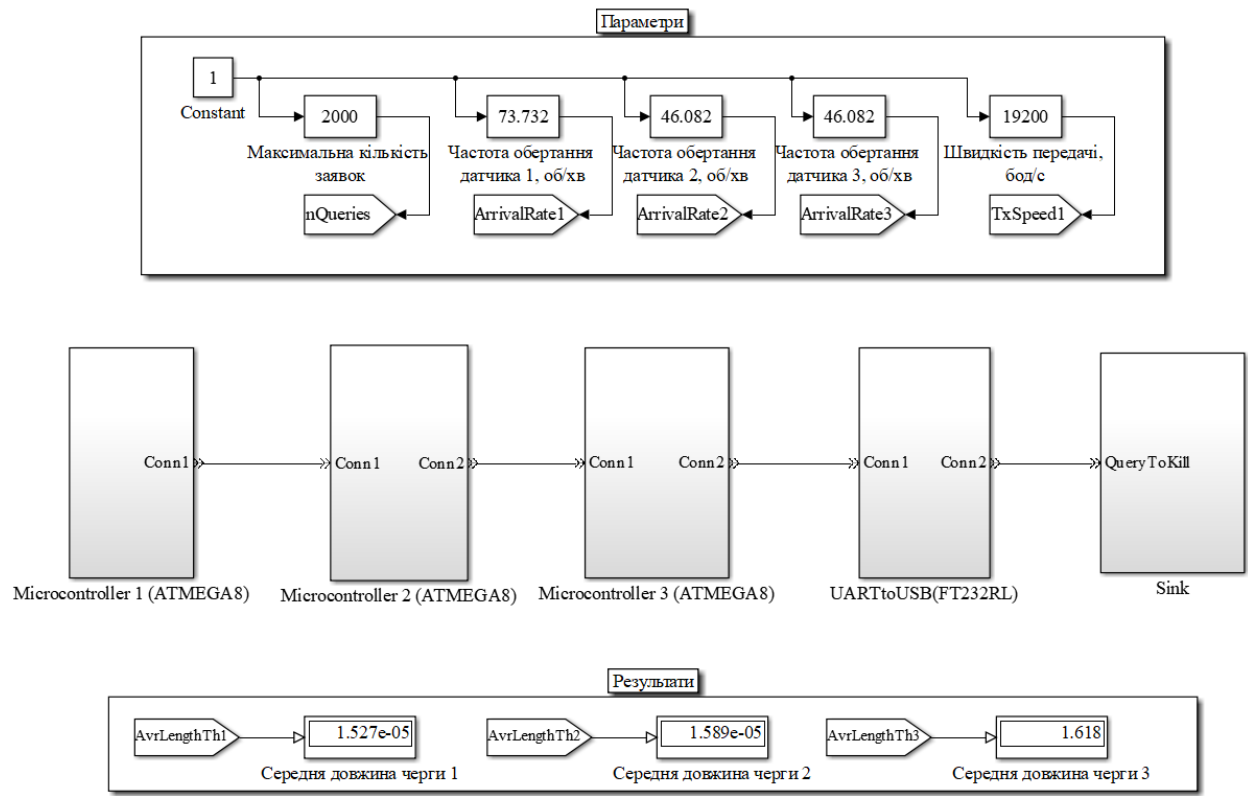 Параметри
1
Constant
2000
73.732
46.082
46.082
19200
Максимальна кількість
заявок
Частота обертання
датчика 1, об/хв
Частота обертання
датчика 2, об/хв
Частота обертання
датчика 3, об/хв
Швидкість передачі,
бод/с
nQueries
ArrivalRate1
ArrivalRate2
ArrivalRate3
TxSpeed1
Conn1
Conn1
Conn2
Conn1
Conn2
Conn1
Conn2
QueryToKill
Microcontroller 1 (ATMEGA8)
Microcontroller 2 (ATMEGA8)
Microcontroller 3 (ATMEGA8)
UARTtoUSB(FT232RL)
Sink
Результати
AvrLengthTh1
1.527e-05
AvrLengthTh2
1.589e-05
AvrLengthTh3
1.618
Середня довжина черги 1
Середня довжина черги 2
Середня довжина черги 3